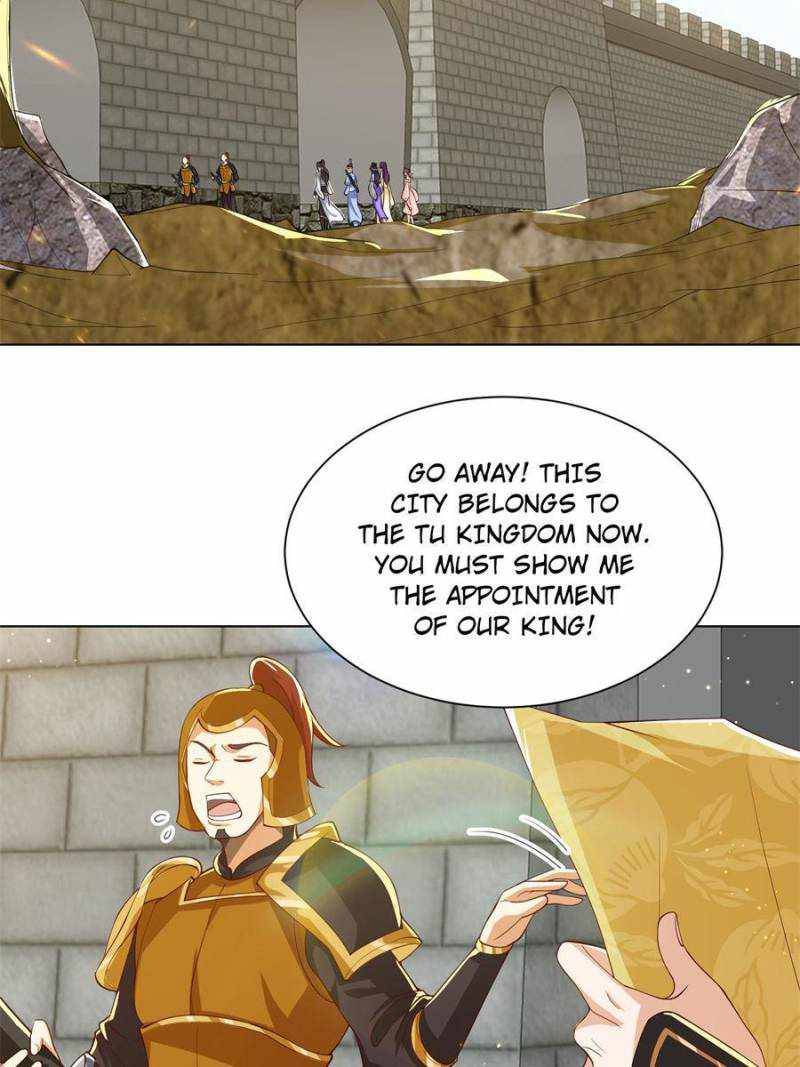 GO AWAY! THIS
CITY BELONGS TO
THE TU KINGDOM NOW.
YOU MUST SHOW ME
THE APPOINTMENT
OF OUR KING!